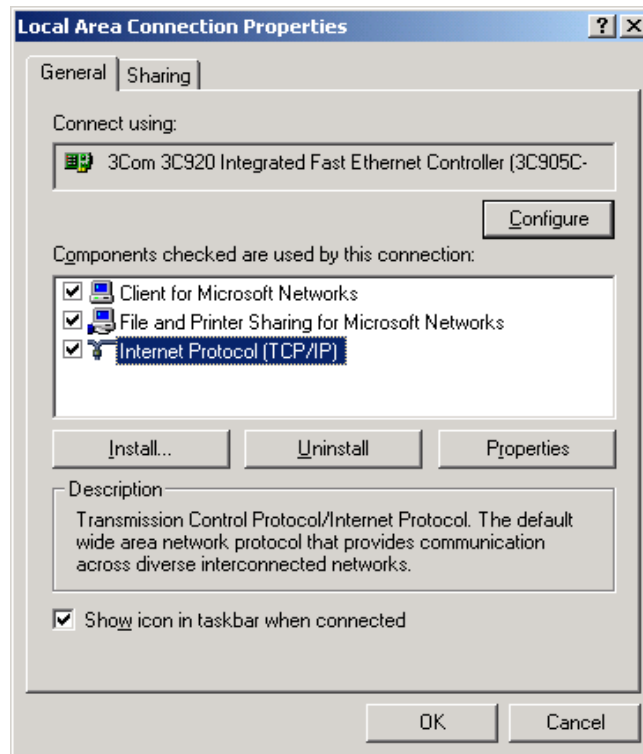 Local Area Connection Properties
General
Sharing
Connect using:
3Com 3C920 Integrated Fast Ethernet Controller (3C905C-
Configure
Components checked are used by this connection:
Client for Microsoft Networks
File and Printer Sharing for Microsoft Networks
Internet Protocol (TCP/IP)
Install...
Uninstall
Properties
Description
Transmission Control Protocol/Internet Protocol. The default
wide area network protocol that provides communication
across diverse interconnected networks.
Show icon in taskbar when connected
OK
Cancel